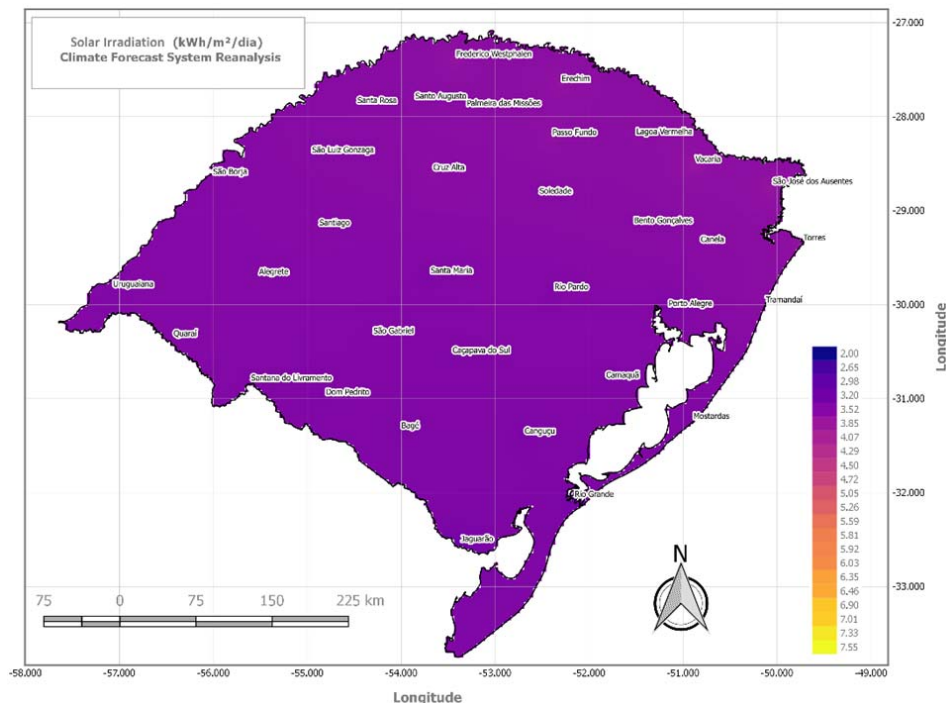 Solar Irradiation (kWh/m²/dia)
Climate Forecast System Reanalysis
-27.000
Frederico Westphalen
Erechim
Santa Rosa
Santo Augusto
Palmeira das Missões
-28.000
Passo Fundo
Lagoa Vermelha
São Luiz Gonzaga
Vacaria
São Borja
Cruz Alta
São José dos Ausentes
Soledade
-29.000
Santiago
Bento Gonçalves
Canela
Torres
Alegrete
Santa Maria
Uruguaiana
Rio Pardo
Tramandaí
Porto Alegre
-30.000
Quaraí
São Gabriel
Caçapava do Sul
Longitude
Santana do Livramento
Dom Pedrito
Camaquã
-31.000
Mostardas
Bagé
Canguçu
-32.000
Rio Grande
Jaguarão
-33.000
2.00
2.65
2.98
3.20
3.52
3.85
4.07
4.29
4.50
4.72
5.05
5.26
5.59
5.81
5.92
6.03
6.35
6.46
6.90
7.01
7.33
7.55
N
75 0 75 150 225 km
-58.000 -57.000 -56.000 -55.000 -54.000 -53.000 -52.000 -51.000 -50.000 -49.000
Longitude